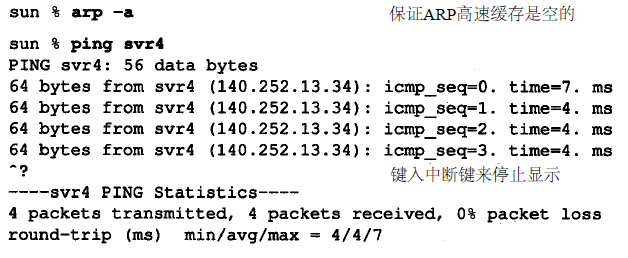 sun % arp -a 保证ARP高速缓存是空的
sun % ping svr4
PING svr4: 56 data bytes
64 bytes from svr4 (140.252.13.34): icmp_seq=0. time=7. ms
64 bytes from svr4 (140.252.13.34): icmp_seq=1. time=4. ms
64 bytes from svr4 (140.252.13.34): icmp_seq=2. time=4. ms
64 bytes from svr4 (140.252.13.34): icmp_seq=3. time=4. ms
^? 键入中断键来停止显示
----svr4 PING Statistics----
4 packets transmitted, 4 packets received, 0% packet loss
round-trip (ms) min/avg/max = 4/4/7